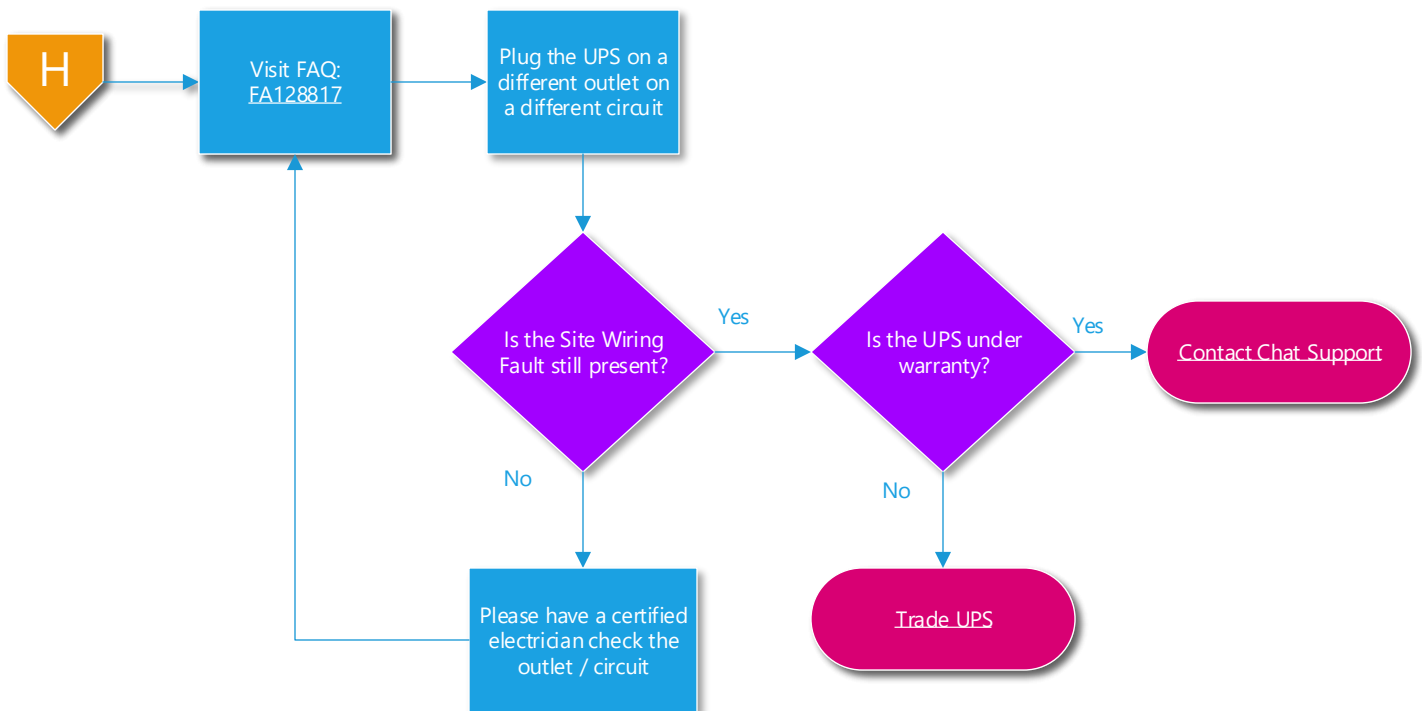 H
Visit FAQ:
FA128817
Plug the UPS on a
different outlet on
a different circuit
Is the Site Wiring
Fault still present?
Yes
Is the UPS under
warranty?
Yes
Contact Chat Support
No
No
Please have a certified
electrician check the
outlet / circuit
Trade UPS